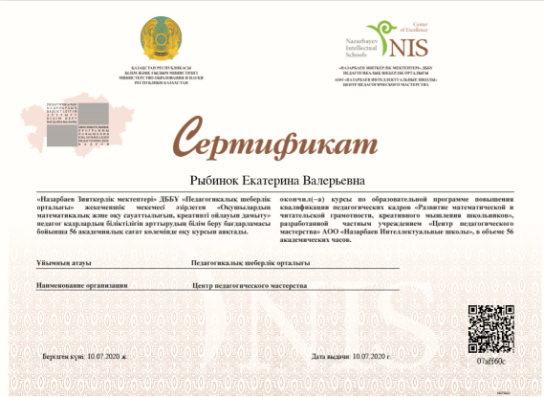 ҚАЗАҚСТАН РЕСПУБЛИКАСЫ
БІЛІМ ЖӘНЕ ҒЫЛЫМ МИНИСТРЛІГІ
МИНИСТЕРСТВО ОБРАЗОВАНИЯ И НАУКИ
РЕСПУБЛИКИ КАЗАХСТАН
Center of Excellence
Nazarbayev
Intellectual
Schools
NIS
«НАЗАРБАЕВ ЗИЯТКЕРЛІК МЕКТЕПТЕРІ» ДББҰ
ПЕДАГОГИКАЛЫҚ ШЕБЕРЛІК ОРТАЛЫҒЫ
АОО «НАЗАРБАЕВ ИНТЕЛЛЕКТУАЛЬНЫЕ ШКОЛЫ»
ЦЕНТР ПЕДАГОГИЧЕСКОГО МАСТЕРСТВА
Сертификат
Рыбинок Екатерина Валерьевна
«Назарбаев Зияткерлік мектептері» ДББҰ «Педагогикалық шеберлік
орталығы» жекеменшік мекемесі әзірлеген «Оқушылардың
математикалық және оқу сауаттылығын, креативті ойлауын дамыту»
педагог кадрлардың біліктілігін арттырудың білім беру бағдарламасы
бойынша 56 академиялық сағат көлемінде оқу курсын аяқтады.
окончил(-а) курсы по образовательной программе повышения
квалификации педагогических кадров «Развитие математической и
читательской грамотности, креативного мышления школьников»,
разработанной частным учреждением «Центр педагогического
мастерства» АОО «Назарбаев Интеллектуальные школы», в объеме 56
академических часов.
Ұйымның атауы Педагогикалық шеберлік орталығы
Наименование организации Центр педагогического мастерства
NIS
Берілген күні: 10.07.2020 ж. Дата выдачи: 10.07.2020 г.
07aff60c